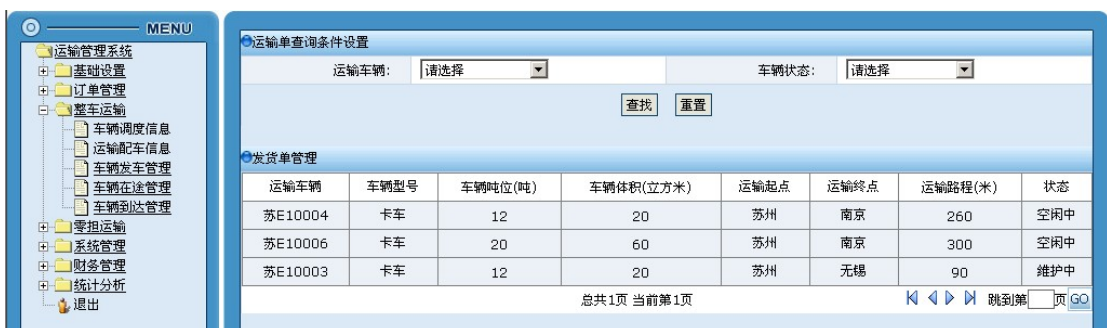 MENU
运输管理系统
基础设置
订单管理
整车运输
车辆调度信息
运输配车信息
车辆发车管理
车辆在途管理
车辆到达管理
零担运输
系统管理
财务管理
统计分析
退出
运输单查询条件设置
运输车辆: 请选择 车辆状态: 请选择
查找 重置
发货单管理
运输车辆 车辆型号 车辆吨位(吨) 车辆体积(立方米) 运输起点 运输终点 运输路程(米) 状态
苏E10004 卡车 12 20 苏州 南京 260 空闲中
苏E10006 卡车 20 60 苏州 南京 300 空闲中
苏E10003 卡车 12 20 苏州 无锡 90 维护中
总共1页 当前第1页 跳到第 页 GO